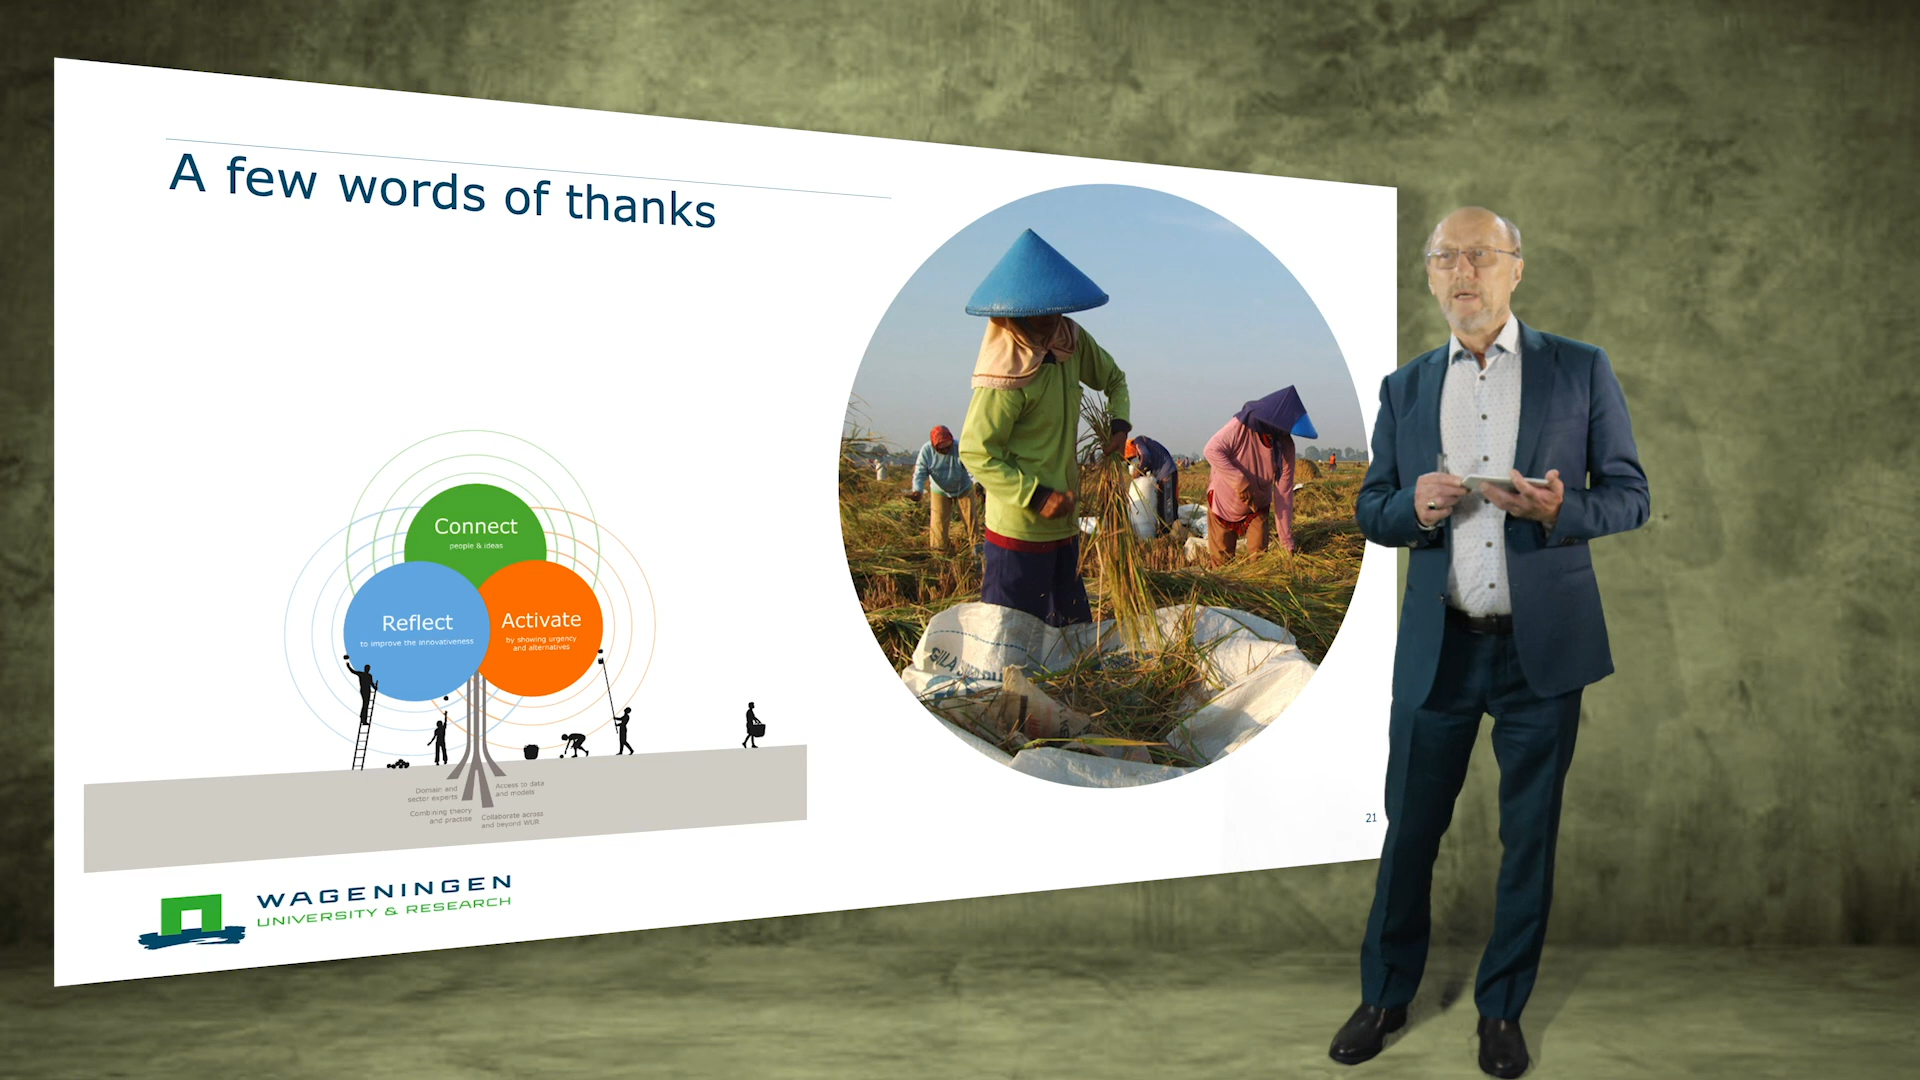 A few words of thanks
Connect
people & ideas
Reflect
to improve the innovativeness
Activate
by showing urgency
and alternatives
Domain and
sector experts
Access to data
and models
Combining theory
and practise
Collaborate across
and beyond WUR
21
WAGENINGEN
UNIVERSITY & RESEARCH